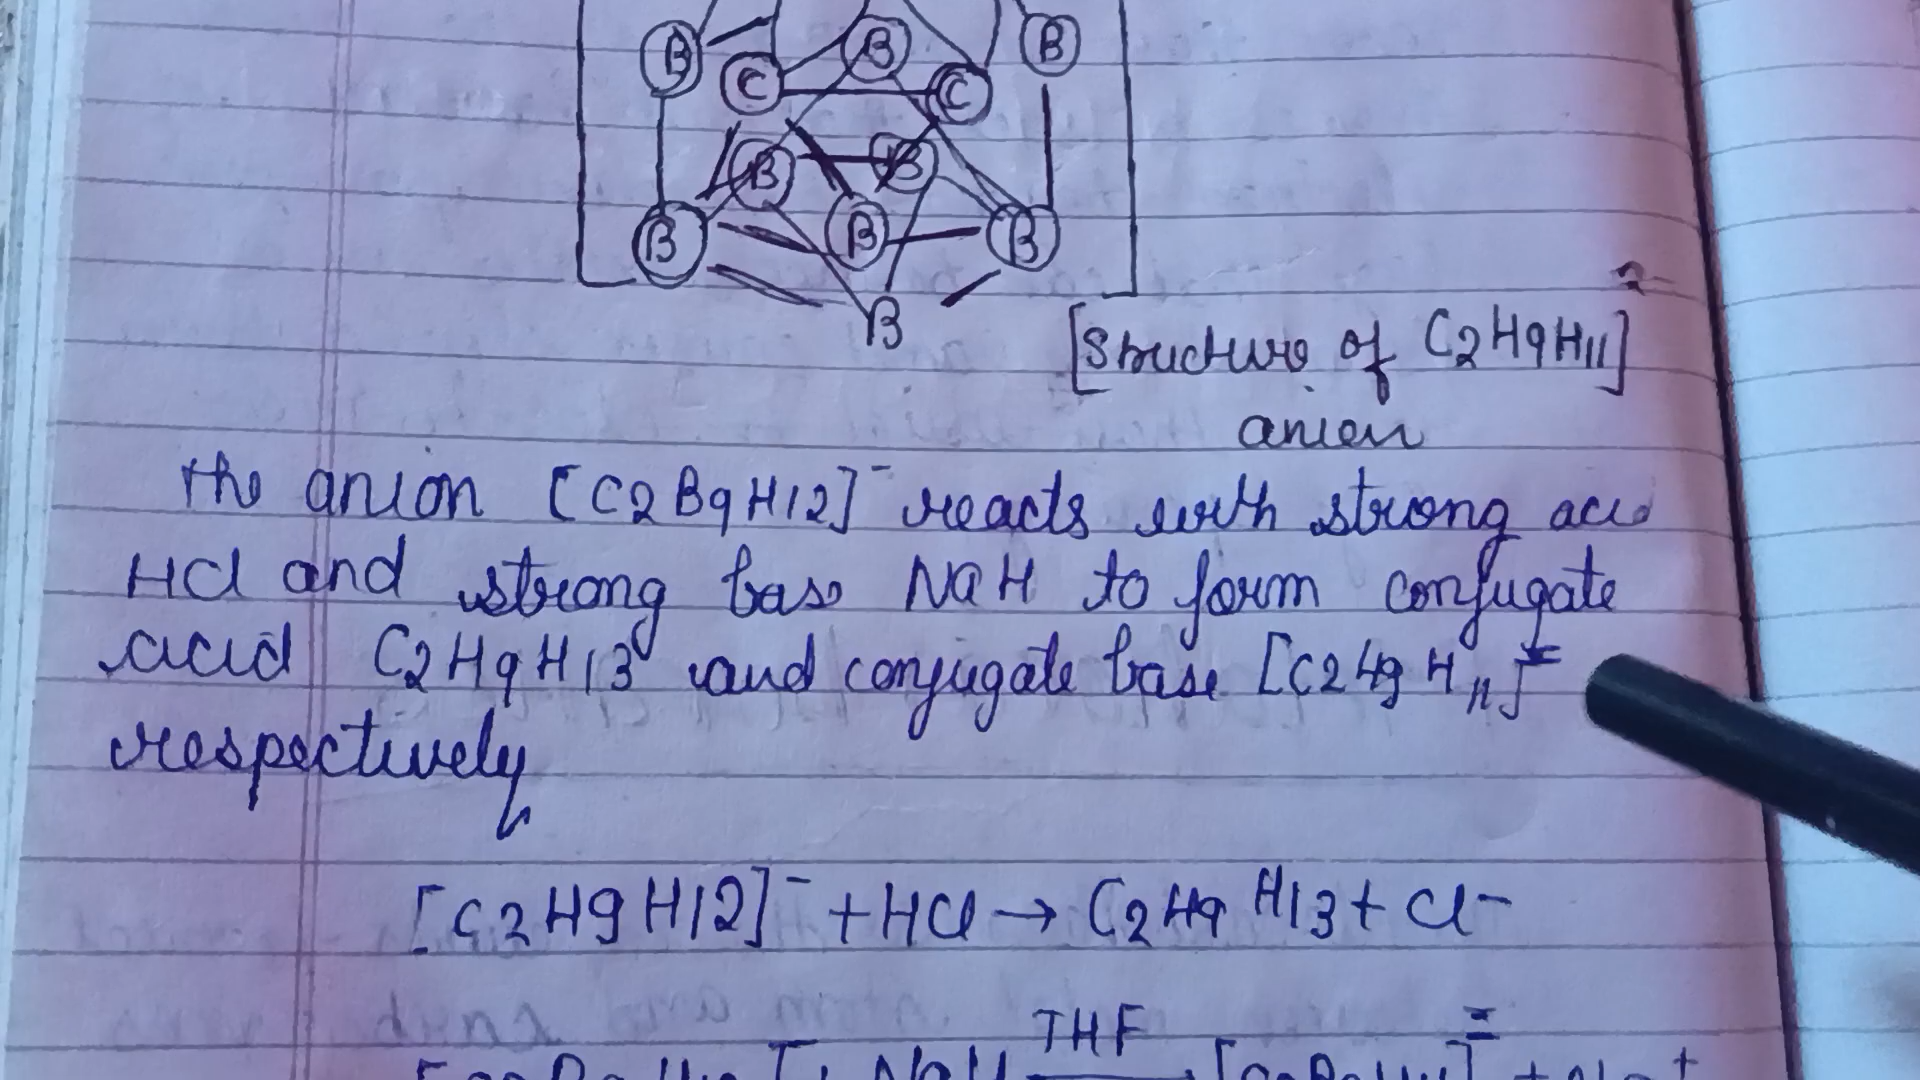 B B B
C C
B B
B B B
B
[Structure of C2H9H11]2-
anion
the anion [C2B9H12]- reacts with strong acid
HCl and strong base NaH to form conjugate
acid C2H9H13 and conjugate base [C2H9H11]=
respectively
[C2H9H12]- + HCl → C2H9H13 + Cl-
THF =